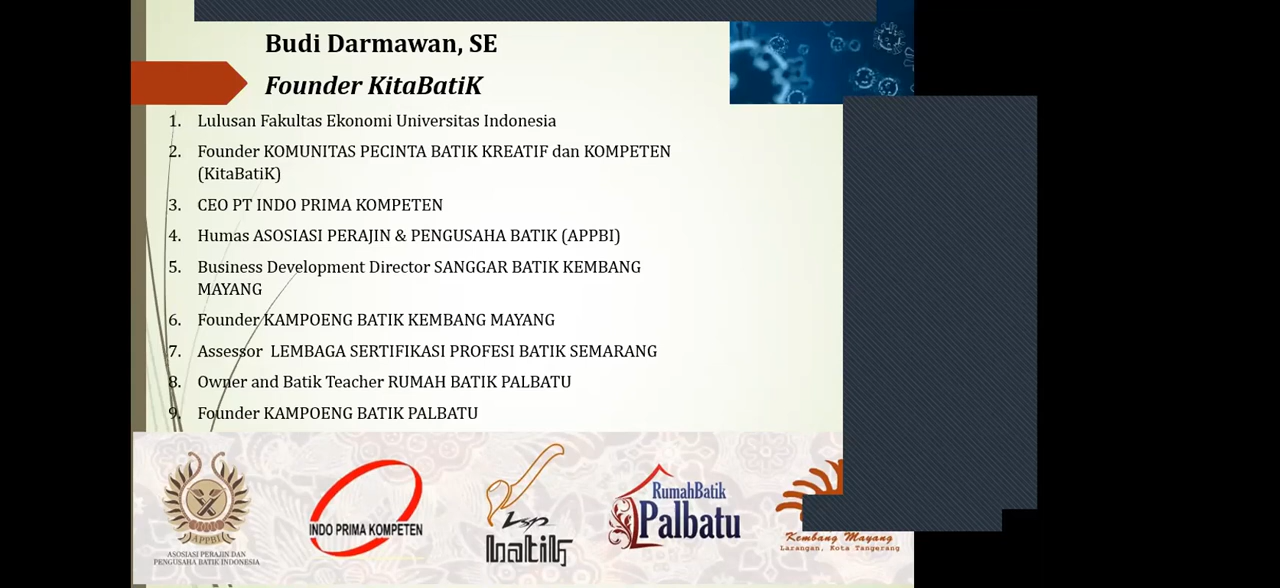 Budi Darmawan, SE
Founder KitaBatiK
1. Lulusan Fakultas Ekonomi Universitas Indonesia
2. Founder KOMUNITAS PECINTA BATIK KREATIF dan KOMPETEN
(KitaBatiK)
3. CEO PT INDO PRIMA KOMPETEN
4. Humas ASOSIASI PERAJIN & PENGUSAHA BATIK (APPBI)
5. Business Development Director SANGGAR BATIK KEMBANG
MAYANG
6. Founder KAMPOENG BATIK KEMBANG MAYANG
7. Assessor LEMBAGA SERTIFIKASI PROFESI BATIK SEMARANG
8. Owner and Batik Teacher RUMAH BATIK PALBATU
9. Founder KAMPOENG BATIK PALBATU
APPBI
ASOSIASI PERAJIN DAN
PENGUSAHA BATIK INDONESIA
INDO PRIMA KOMPETEN
Lsp
batik
RumahBatik
Palbatu
Kembang Mayang
Larangan, Kota Tangerang